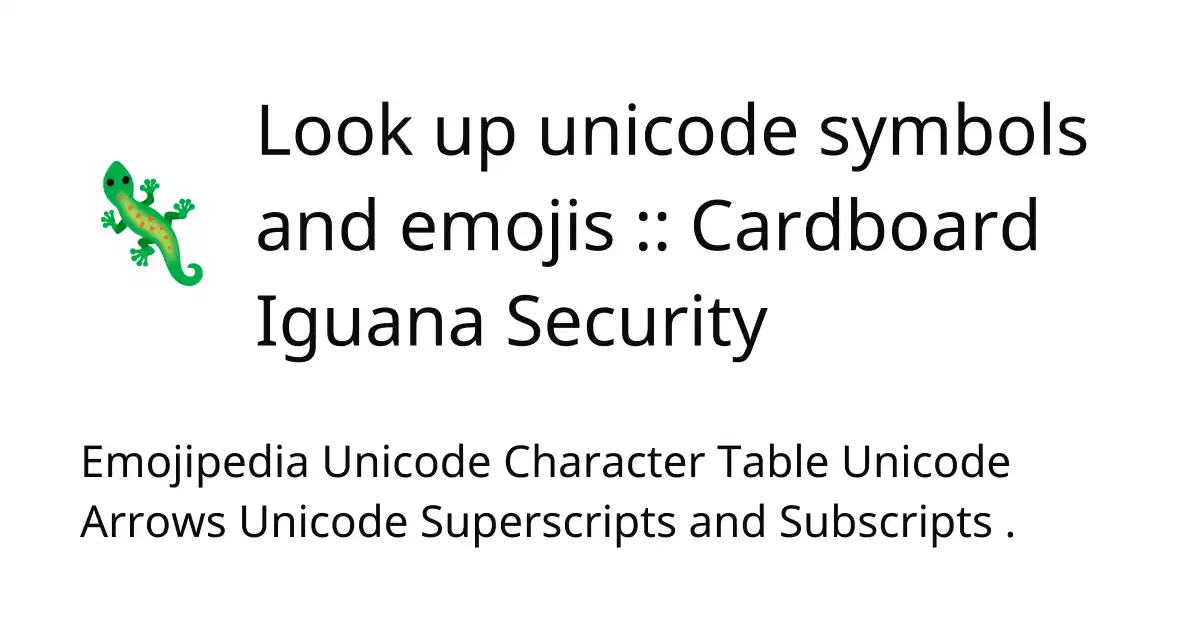 Look up unicode symbols
and emojis :: Cardboard
Iguana Security
Emojipedia Unicode Character Table Unicode
Arrows Unicode Superscripts and Subscripts .